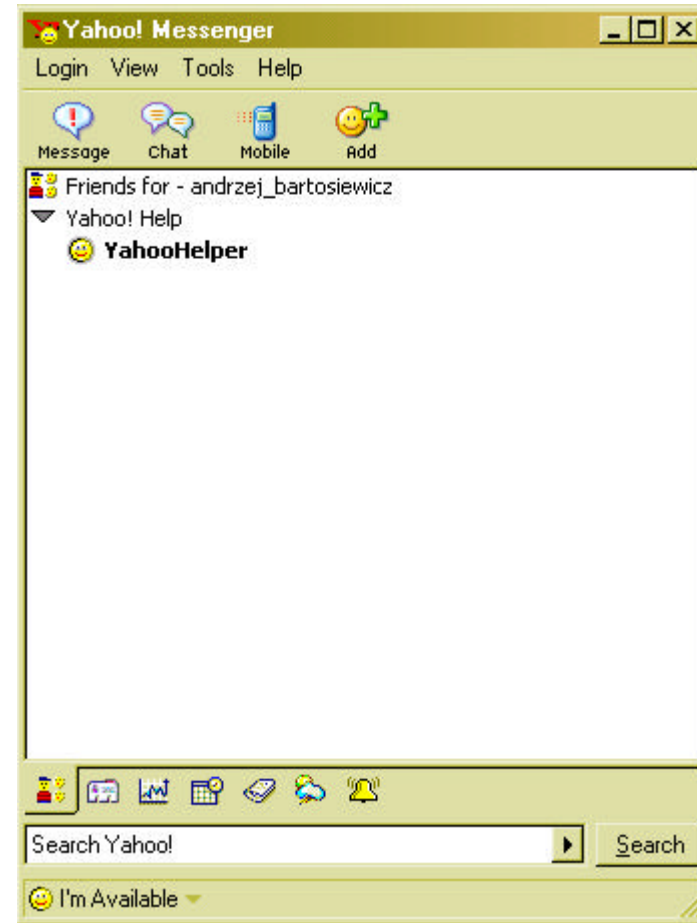 Yahoo! Messenger
Login View Tools Help
Message Chat Mobile Add
Friends for - andrzej_bartosiewicz
Yahoo! Help
YahooHelper
Search Yahoo! Search
I'm Available